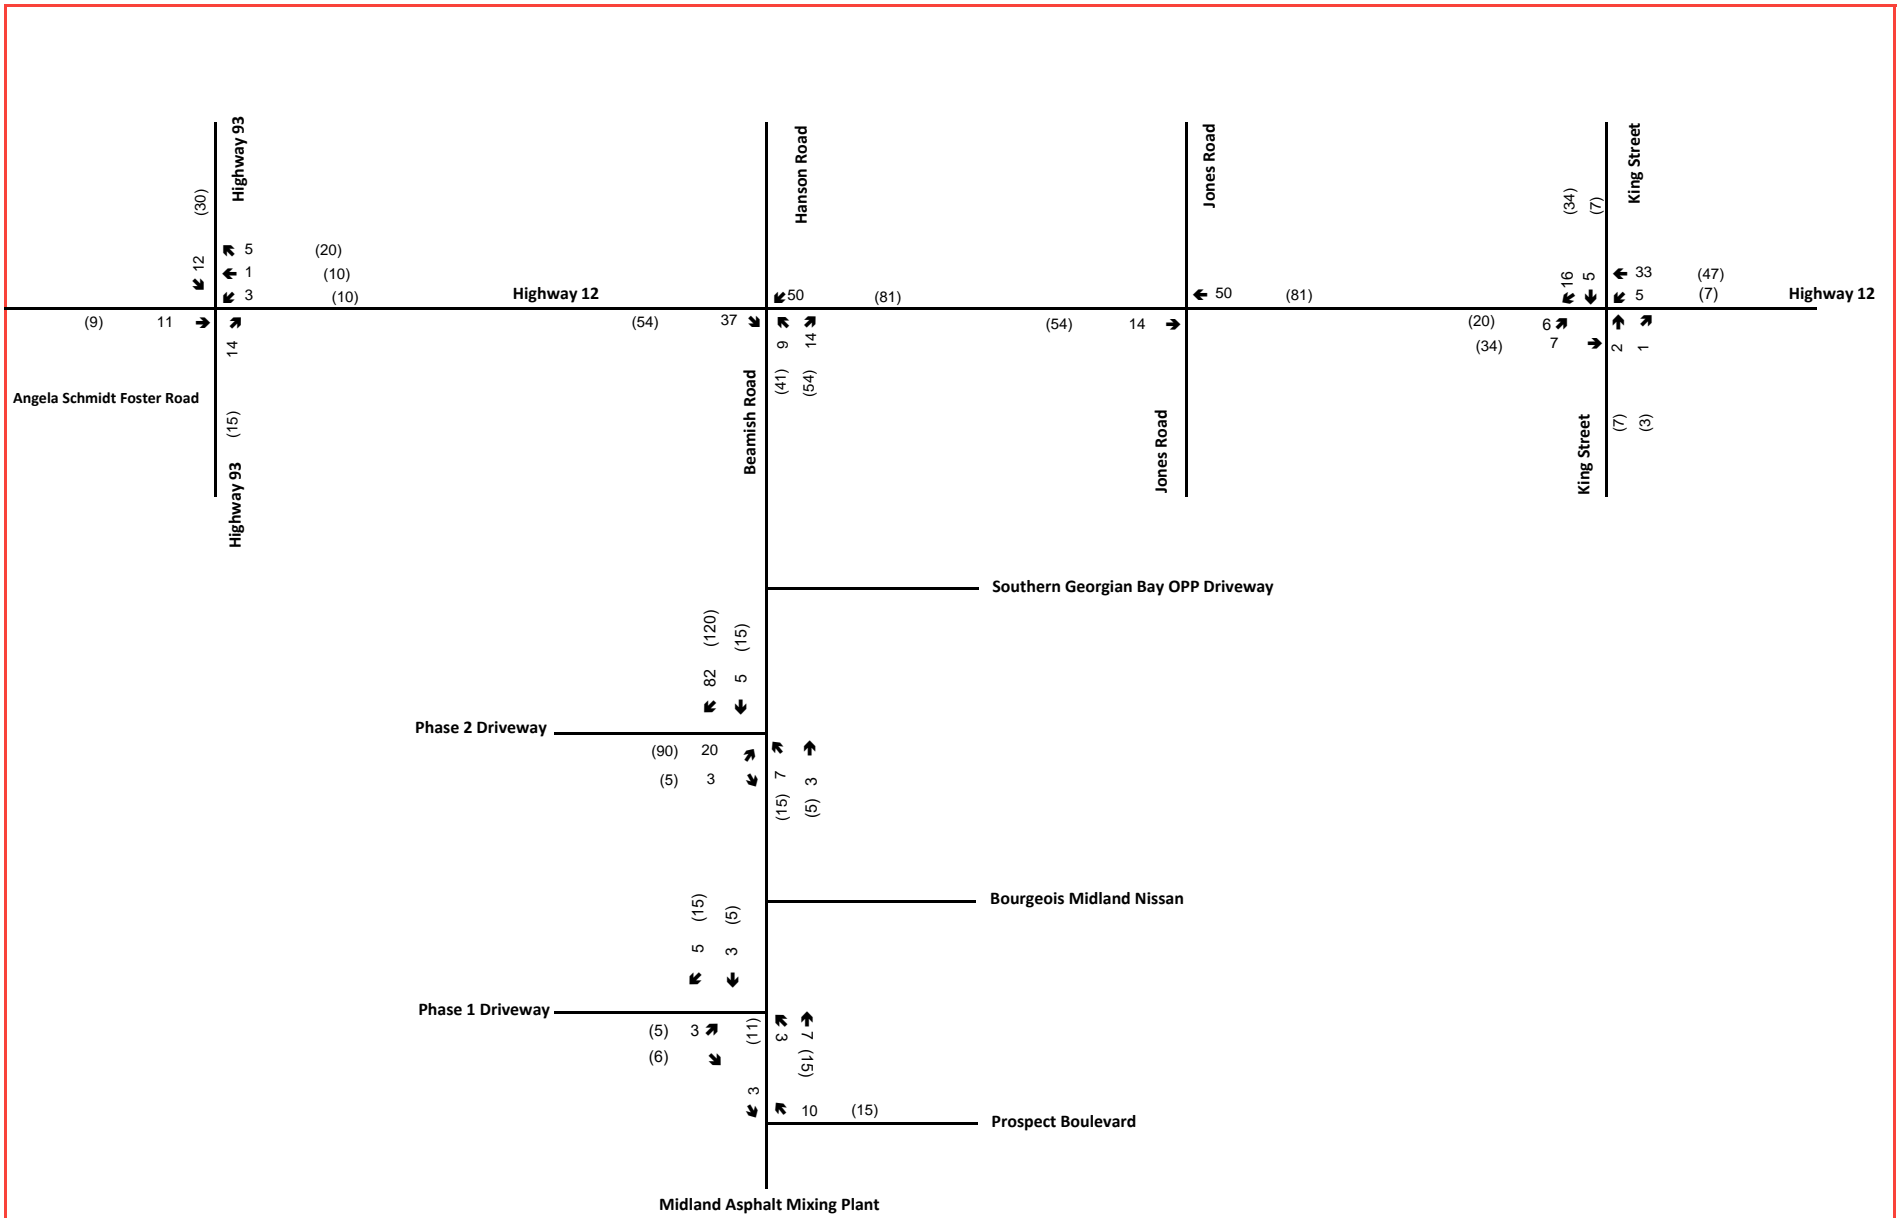 Highway 93
Hanson Road
Jones Road
King Street
(30)
(34)
(7)
12
5 (20)
1 (10)
3 (10)
Highway 12
50 (81)
50 (81)
16
5
33 (47)
5 (7)
Highway 12
(9) 11
14
(15)
(54) 37
9
14
(41)
(54)
(54) 14
(20) 6
(34) 7
2
1
(7)
(3)
Angela Schmidt Foster Road
Highway 93
Beamish Road
Jones Road
King Street
Southern Georgian Bay OPP Driveway
(120)
(15)
82
5
Phase 2 Driveway
(90) 20
(5) 3
7
3
(15)
(5)
Bourgeois Midland Nissan
(15)
(5)
5
3
Phase 1 Driveway
(5) 3
(6)
(11)
3
7
(15)
3
10 (15)
Prospect Boulevard
Midland Asphalt Mixing Plant